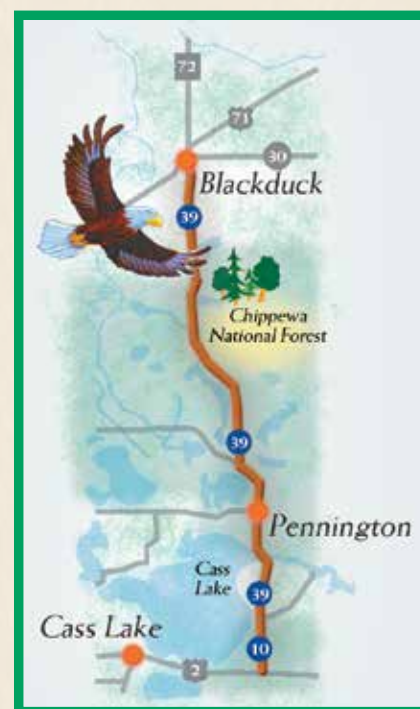 72
71
30
Blackduck
39
Chippewa
National Forest
39
Pennington
Cass
Lake
39
Cass Lake
10
2